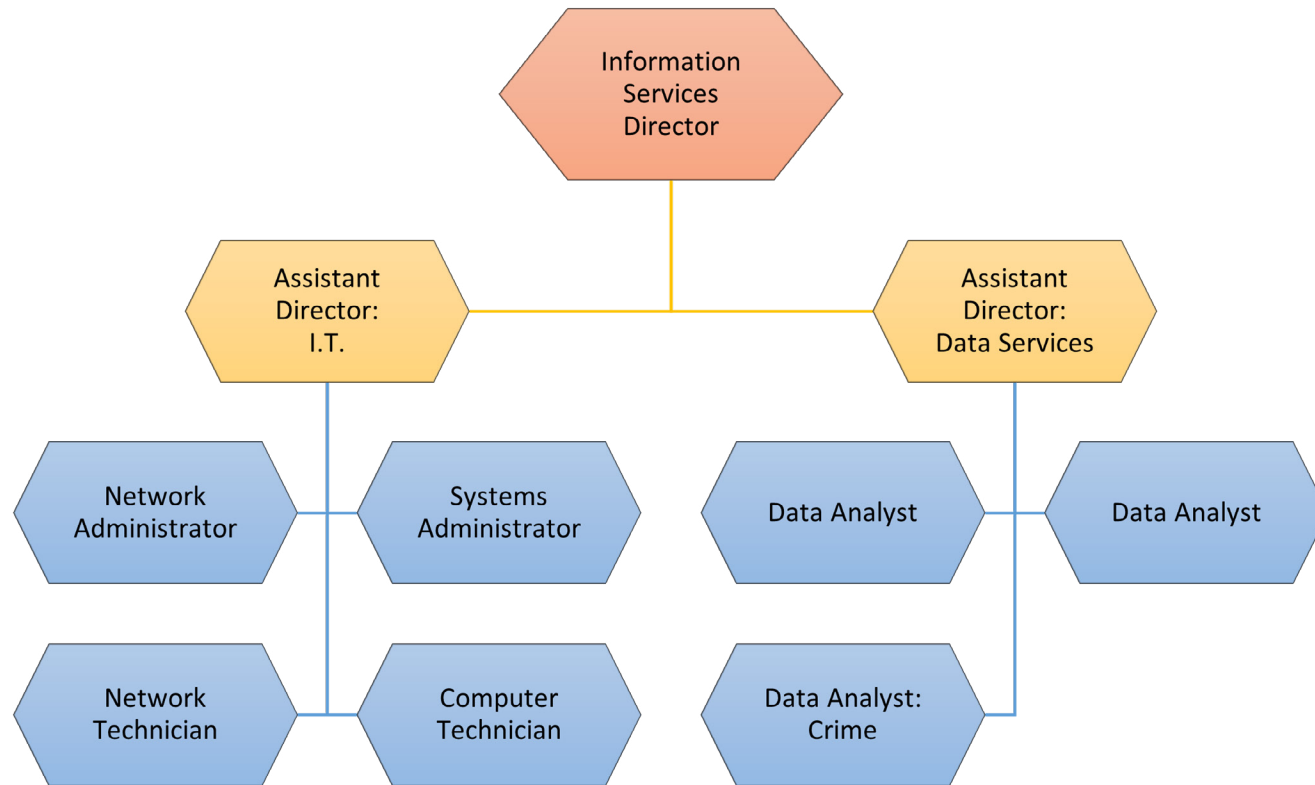 Information
Services
Director
Assistant
Director:
I.T.
Assistant
Director:
Data Services
Network
Administrator
Systems
Administrator
Data Analyst
Data Analyst
Network
Technician
Computer
Technician
Data Analyst:
Crime